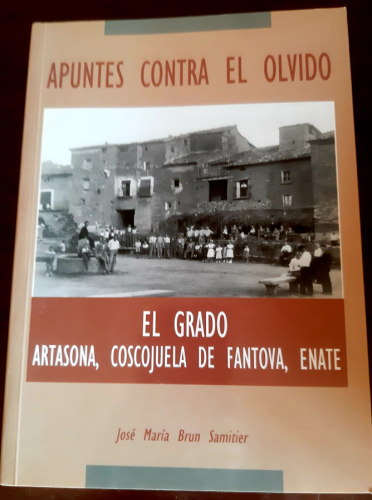 APUNTES CONTRA EL OLVIDO
EL GRADO
ARTASONA, COSCOJUELA DE FANTOVA, ENATE
José María Brun Samitier